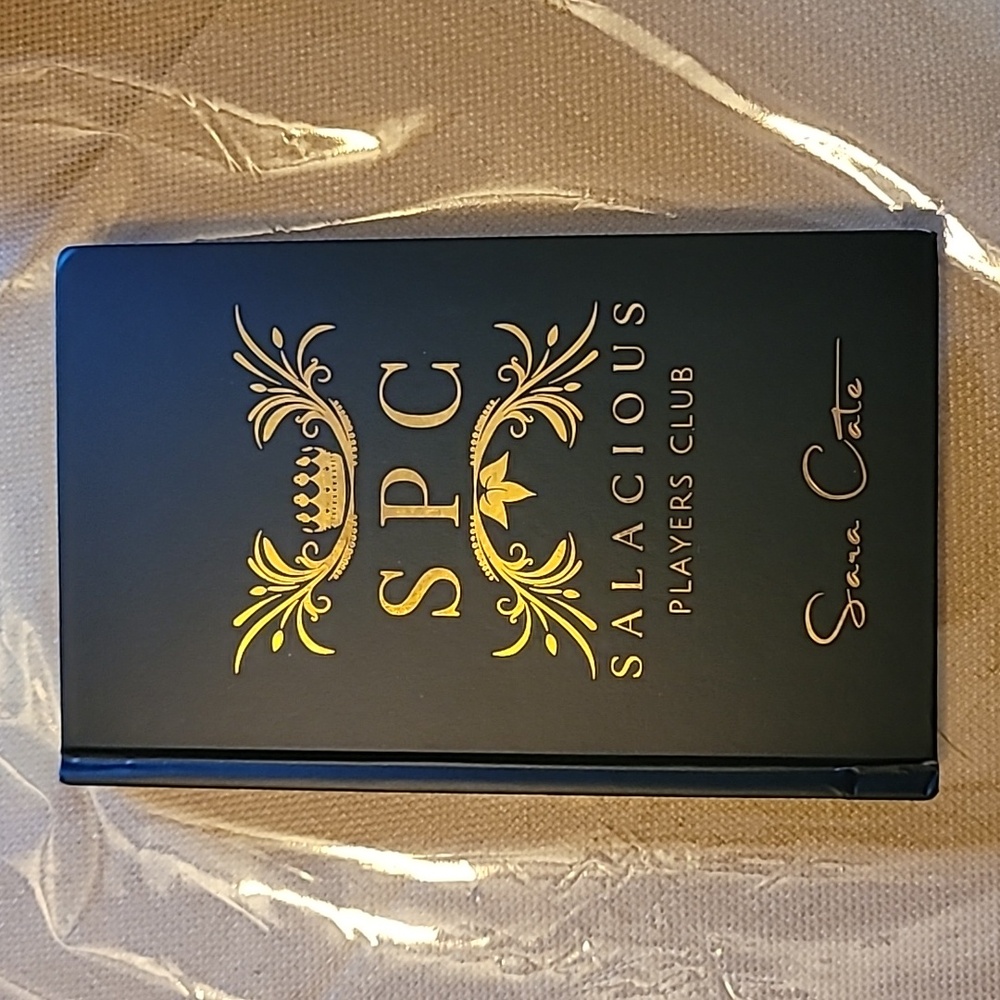 SPC
SALACIOUS
PLAYERS CLUB
Sara Cate